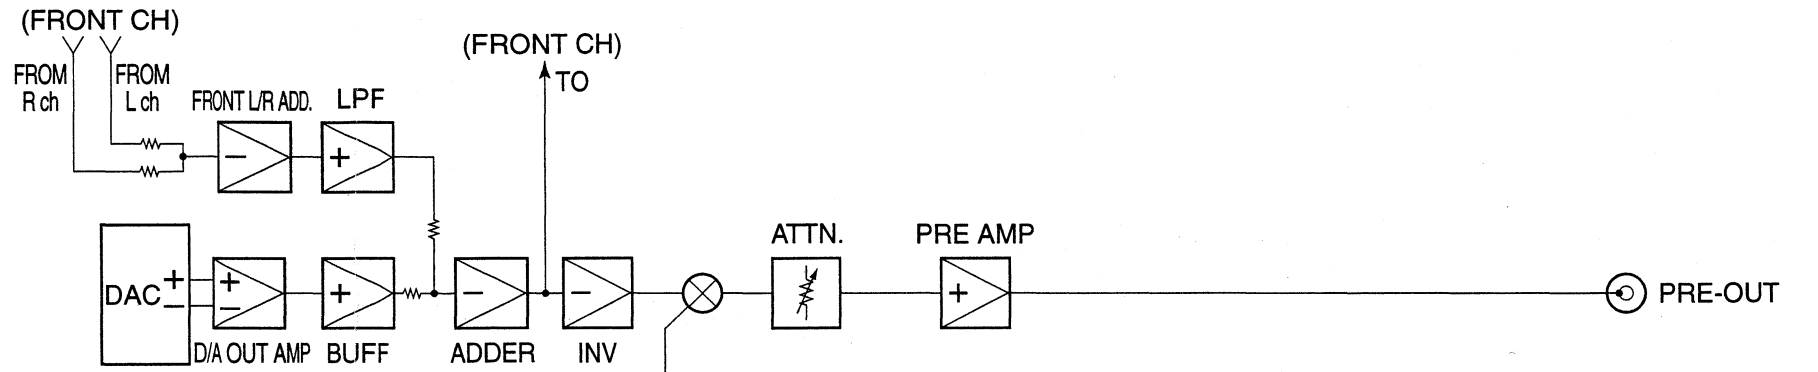 (FRONT CH)
FROM
R ch
FROM
L ch
FRONT L/R ADD.
LPF
(FRONT CH)
TO
DAC
+
−
+
−
D/A OUT AMP
+
BUFF
−
+
−
ADDER
−
INV
ATTN.
+
PRE AMP
PRE-OUT